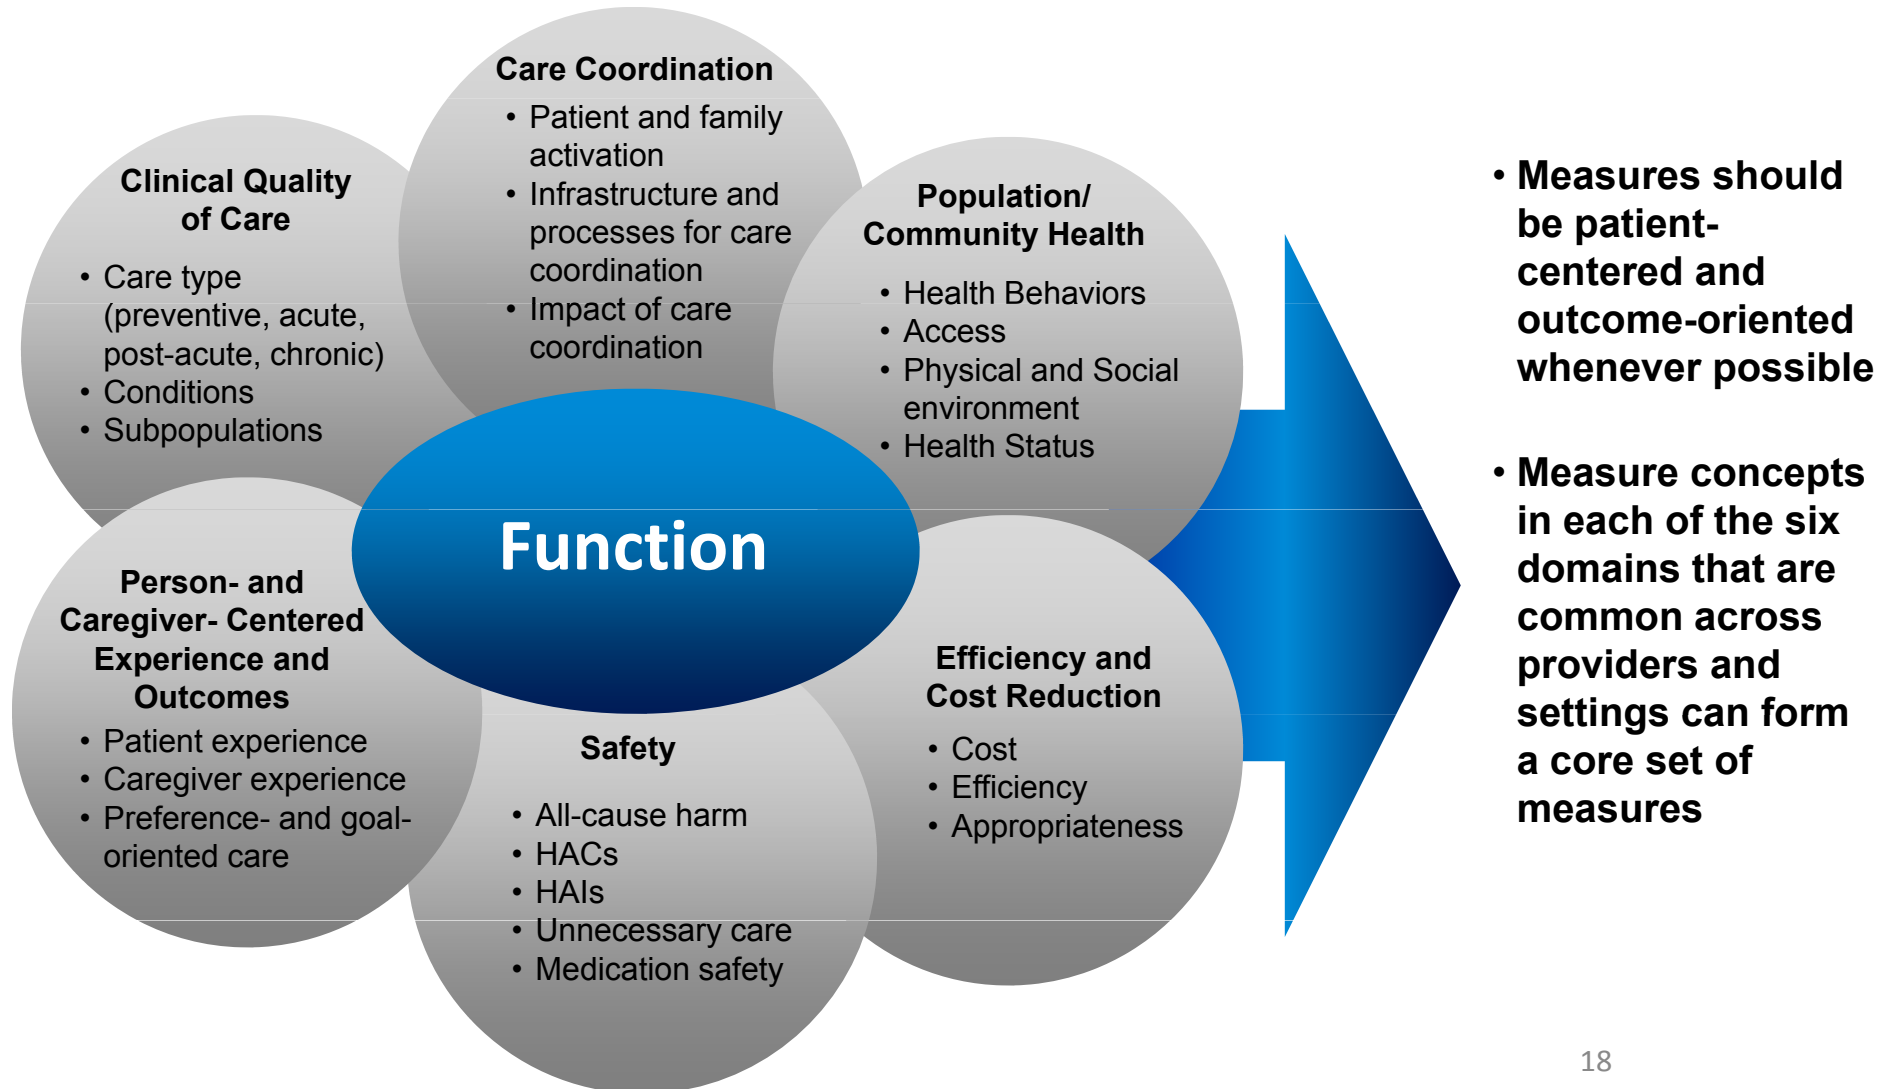 Care Coordination
• Patient and family
activation
• Infrastructure and
processes for care
coordination
• Impact of care
coordination
Clinical Quality
of Care
• Care type
(preventive, acute,
post-acute, chronic)
• Conditions
• Subpopulations
Population/
Community Health
• Health Behaviors
• Access
• Physical and Social
environment
• Health Status
Function
Person- and
Caregiver- Centered
Experience and
Outcomes
• Patient experience
• Caregiver experience
• Preference- and goal-
oriented care
Safety
• All-cause harm
• HACs
• HAIs
• Unnecessary care
• Medication safety
Efficiency and
Cost Reduction
• Cost
• Efficiency
• Appropriateness
• Measures should
be patient-
centered and
outcome-oriented
whenever possible
• Measure concepts
in each of the six
domains that are
common across
providers and
settings can form
a core set of
measures
18